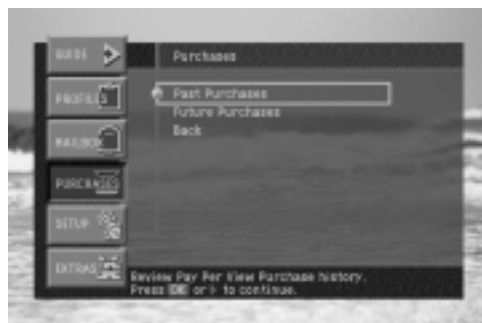 GUIDE
PROFILES
MAILBOX
PURCHASES
SETUP
EXTRAS
Purchases
Past Purchases
Future Purchases
Back
Review Pay Per View Purchase history.
Press OK or to continue.